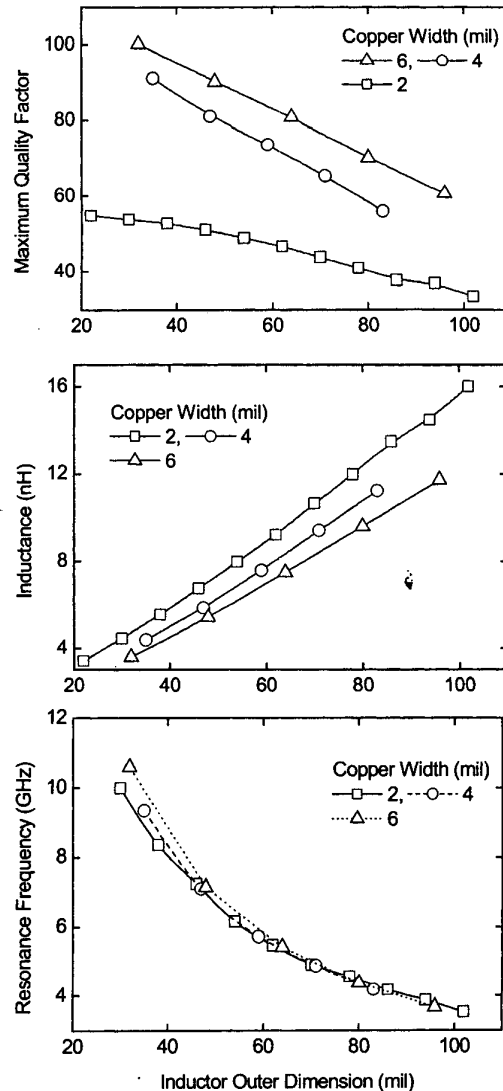 Maximum Quality Factor
100
80
60
40
20 40 60 80 100
Copper Width (mil)
6, 4
2
Inductance (nH)
16
12
8
4
20 40 60 80 100
Copper Width (mil)
2, 4
6
Resonance Frequency (GHz)
12
10
8
6
4
20 40 60 80 100
Copper Width (mil)
2, 4
6
Inductor Outer Dimension (mil)